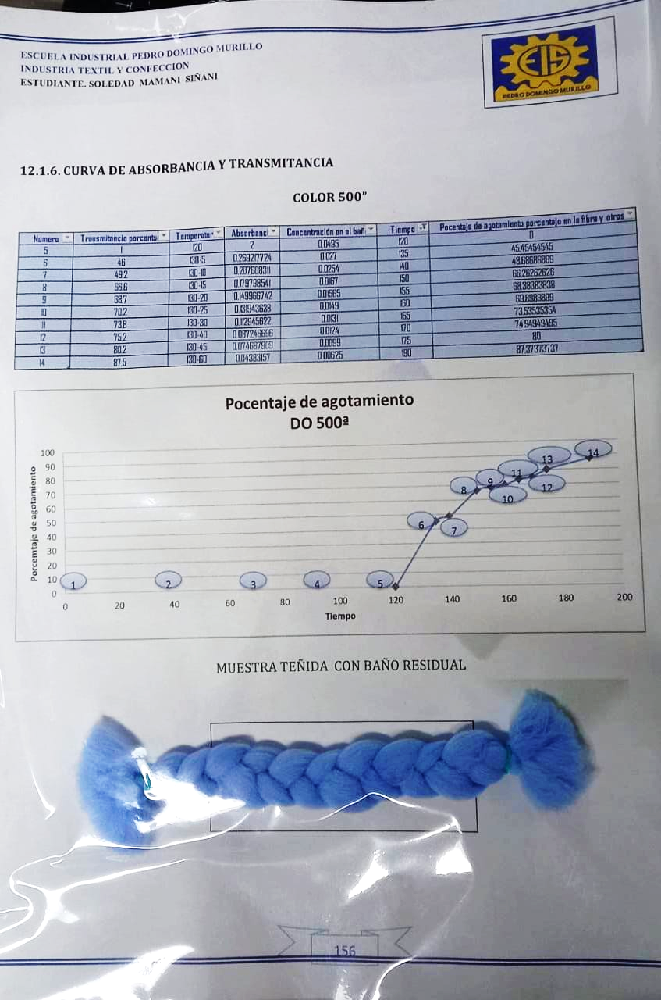 ESCUELA INDUSTRIAL PEDRO DOMINGO MURILLO
INDUSTRIA TEXTIL Y CONFECCION
ESTUDIANTE. SOLEDAD MAMANI SIÑANI
EIS
PEDRO DOMINGO MURILLO
12.1.6. CURVA DE ABSORBANCIA Y TRANSMITANCIA
COLOR 500”
Numero Transmitancia porcentu Temperatur Absorbanci Concentración en el bañ Tiempo Pocentaje de agotamiento porcentaje en la fibra y otros
5 1 120 2 0.0495 120 0
6 46 130-5 0.269217724 0.027 135 45.45454545
7 49.2 130-10 0.207608311 0.0254 140 48.68686869
8 66.6 130-15 0.179798541 0.0167 150 66.26262626
9 68.7 130-20 0.149966742 0.01565 155 68.38383838
10 70.2 130-25 0.131943638 0.0149 160 69.8989899
11 73.8 130-30 0.112945622 0.0131 165 73.53535354
12 75.2 130-40 0.087246696 0.0124 170 74.94949495
13 80.2 130-45 0.074687909 0.0099 175 80
14 87.5 130-60 0.04383157 0.00625 190 87.37373737
Pocentaje de agotamiento
DO 500ª
Porcemtaje de agotamiento
100
90
80
70
60
50
40
30
20
10
0
1 2 3 4 5 6 7 8 9 10 11 12 13 14
0 20 40 60 80 100 120 140 160 180 200
Tiempo
MUESTRA TEÑIDA CON BAÑO RESIDUAL
156